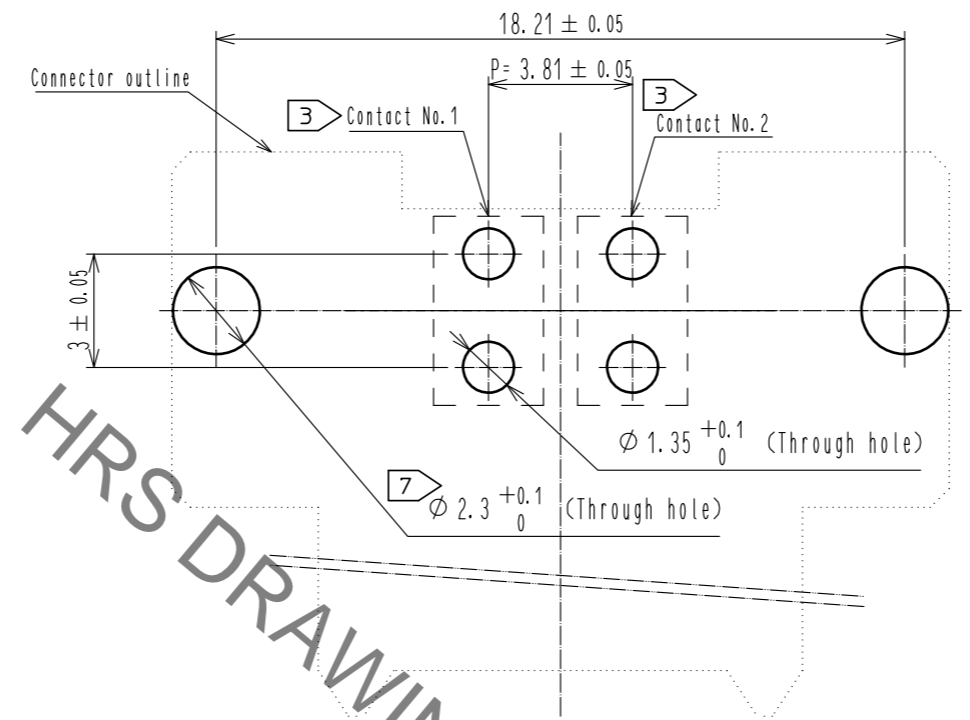 18.21 ± 0.05
Connector outline
P= 3.81 ± 0.05
3
Contact No.1
3
Contact No.2
3 ± 0.05
Ø 1.35 +0.1 0 (Through hole)
7
Ø 2.3 +0.1 0 (Through hole)
HRS DRAWIN